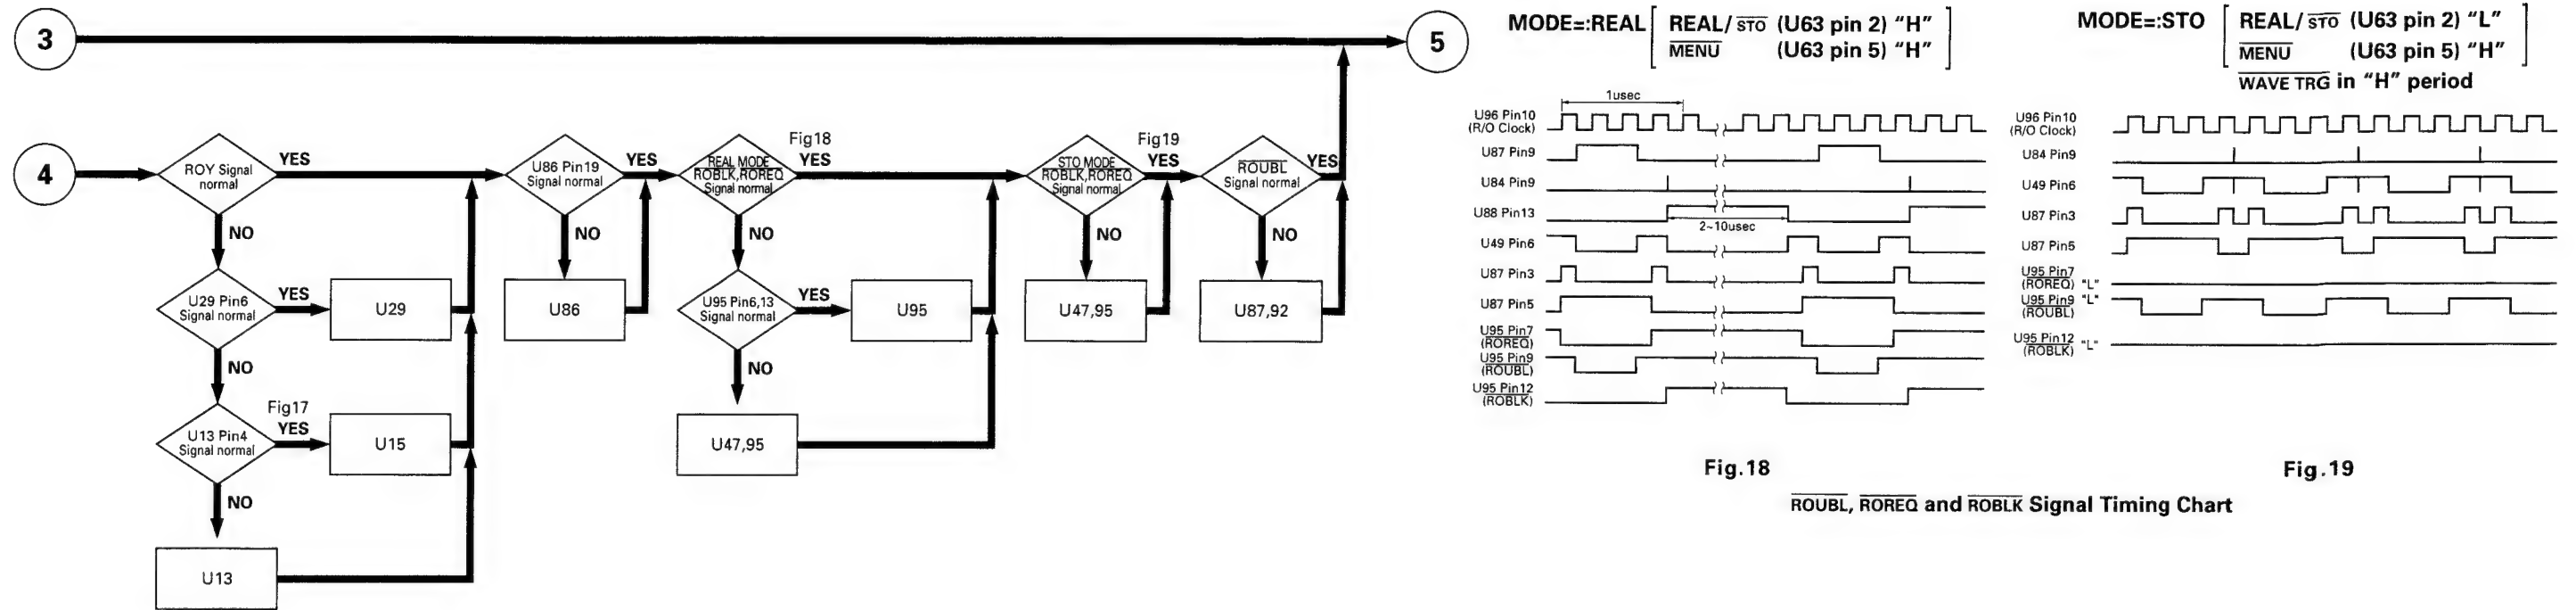 3
5
4
ROY Signal
normal
YES
NO
U29 Pin6
Signal normal
YES
U29
NO
Fig17
U13 Pin4
Signal normal
YES
U15
NO
U13
U86 Pin19
Signal normal
YES
NO
U86
Fig18
REAL MODE
ROBLK,ROREQ
Signal normal
YES
NO
U95 Pin6,13
Signal normal
YES
U95
NO
U47,95
Fig19
STO MODE
ROBLK,ROREQ
Signal normal
YES
NO
U47,95
ROUBL
Signal normal
YES
NO
U87,92
MODE=:REAL [ REAL/STO (U63 pin 2) “H”
MENU (U63 pin 5) “H” ]
1usec
U96 Pin10
(R/O Clock)
U87 Pin9
U84 Pin9
U88 Pin13
2~10usec
U49 Pin6
U87 Pin3
U87 Pin5
U95 Pin7
(ROREQ)
U95 Pin9
(ROUBL)
U95 Pin12
(ROBLK)
Fig.18
MODE=:STO [ REAL/STO (U63 pin 2) “L”
MENU (U63 pin 5) “H” ]
WAVE TRG in “H” period
U96 Pin10
(R/O Clock)
U84 Pin9
U49 Pin6
U87 Pin3
U87 Pin5
U95 Pin7
(ROREQ) “L”
U95 Pin9 “L”
(ROUBL)
U95 Pin12
(ROBLK) “L”
Fig.19
ROUBL, ROREQ and ROBLK Signal Timing Chart